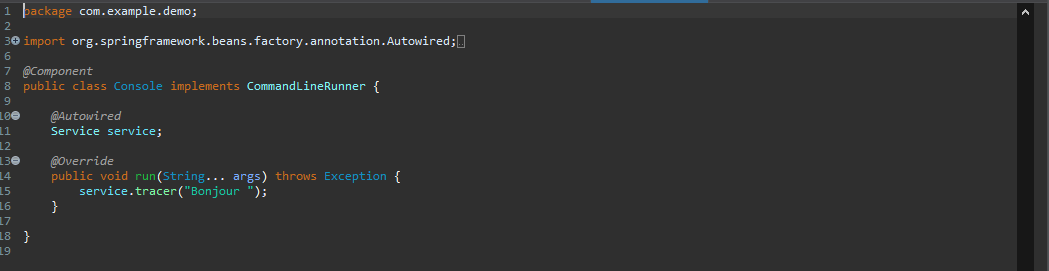 1 package com.example.demo;
2
3 import org.springframework.beans.factory.annotation.Autowired;
6
7 @Component
8 public class Console implements CommandLineRunner {
9
10 @Autowired
11 Service service;
12
13 @Override
14 public void run(String... args) throws Exception {
15 service.tracer("Bonjour ");
16 }
17
18 }
19